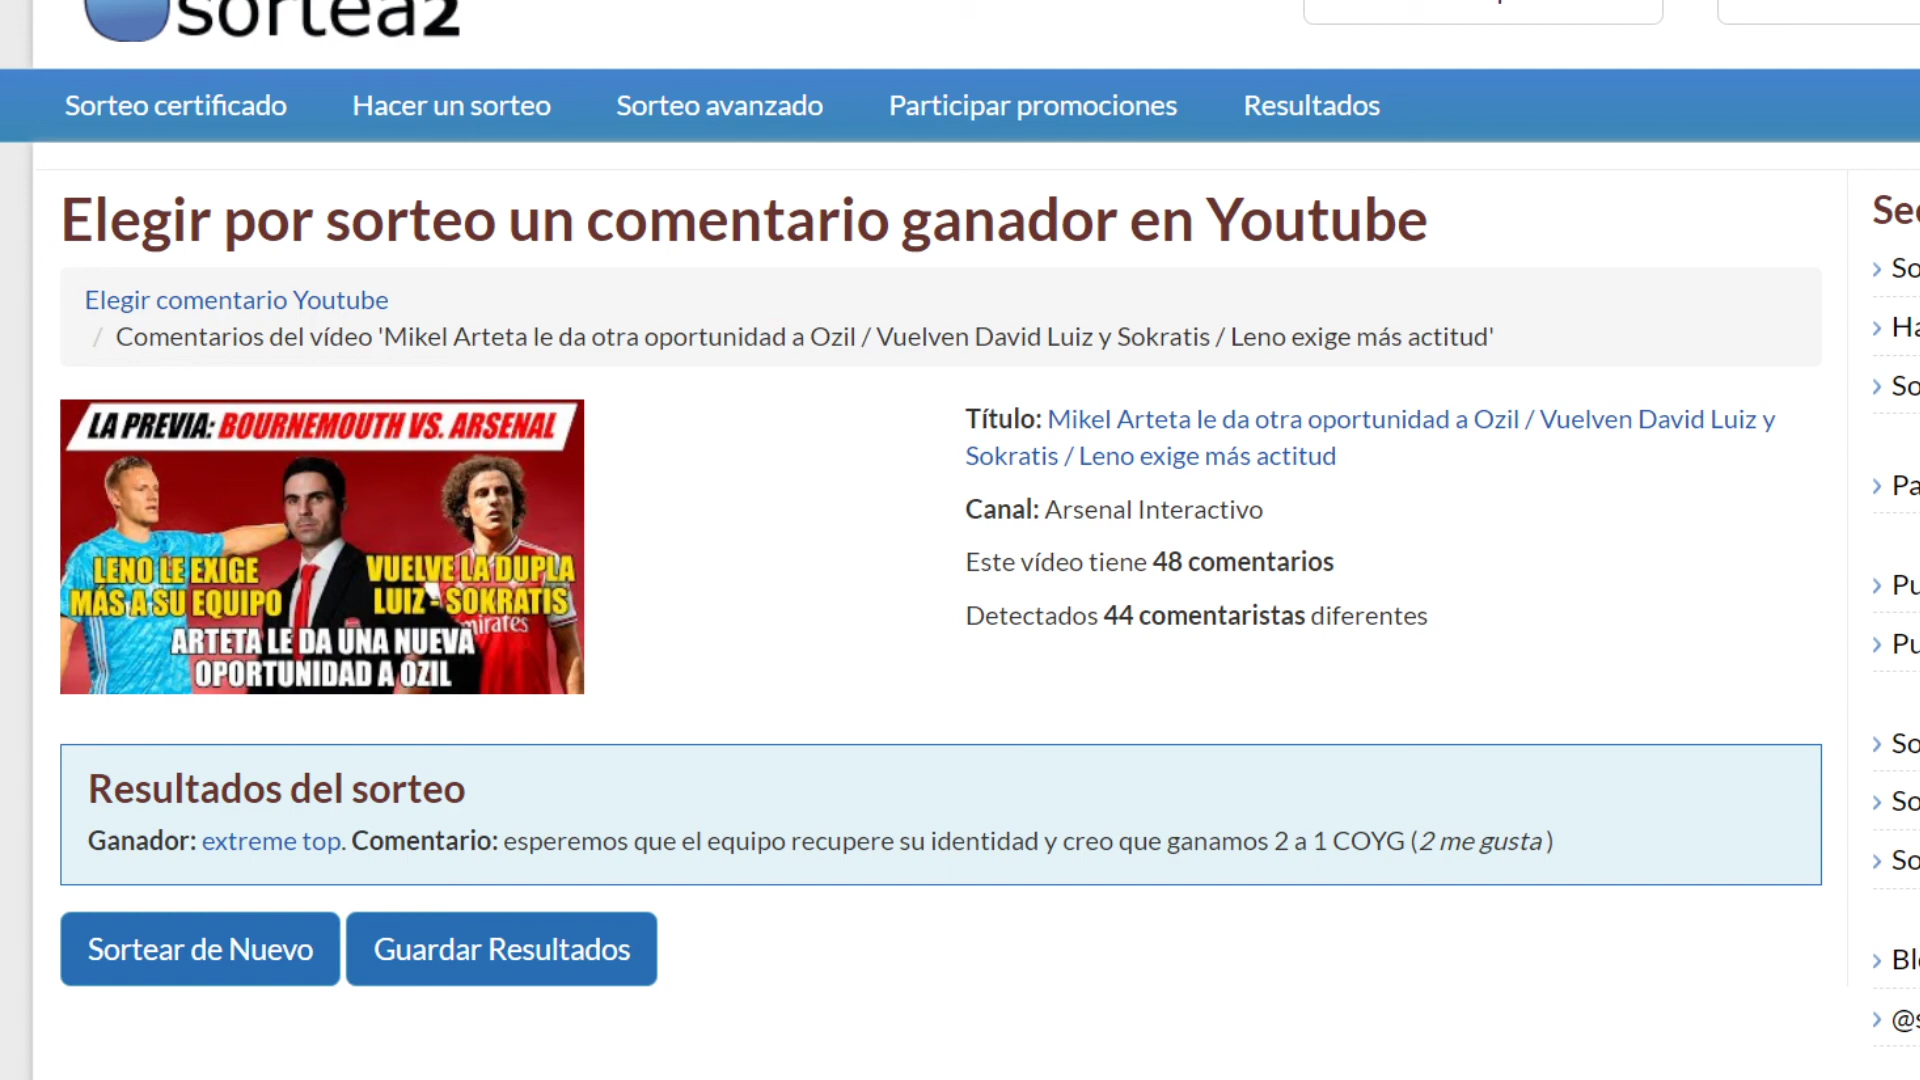 sortea2
Sorteo certificado Hacer un sorteo Sorteo avanzado Participar promociones Resultados
Elegir por sorteo un comentario ganador en Youtube
Elegir comentario Youtube
/ Comentarios del vídeo 'Mikel Arteta le da otra oportunidad a Ozil / Vuelven David Luiz y Sokratis / Leno exige más actitud'
LA PREVIA: BOURNEMOUTH VS. ARSENAL
LENO LE EXIGE
MÁS A SU EQUIPO
VUELVE LA DUPLA
LUIZ - SOKRATIS
ARTETA LE DA UNA NUEVA
OPORTUNIDAD A OZIL
Título: Mikel Arteta le da otra oportunidad a Ozil / Vuelven David Luiz y
Sokratis / Leno exige más actitud
Canal: Arsenal Interactivo
Este vídeo tiene 48 comentarios
Detectados 44 comentaristas diferentes
Resultados del sorteo
Ganador: extreme top. Comentario: esperemos que el equipo recupere su identidad y creo que ganamos 2 a 1 COYG (2 me gusta )
Sortear de Nuevo Guardar Resultados